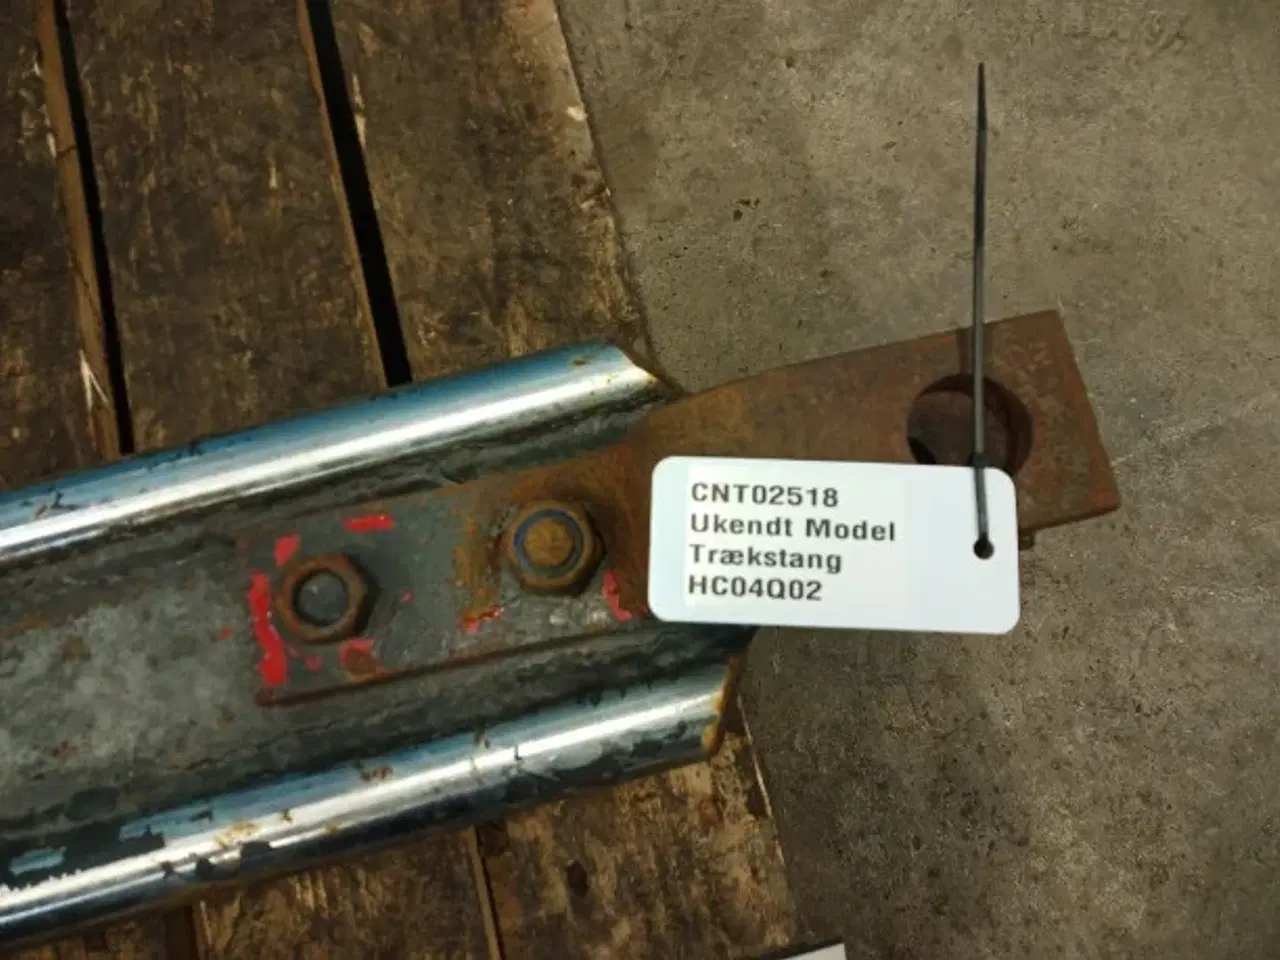 CNT02518
Ukendt Model
Trækstang
HC04Q02